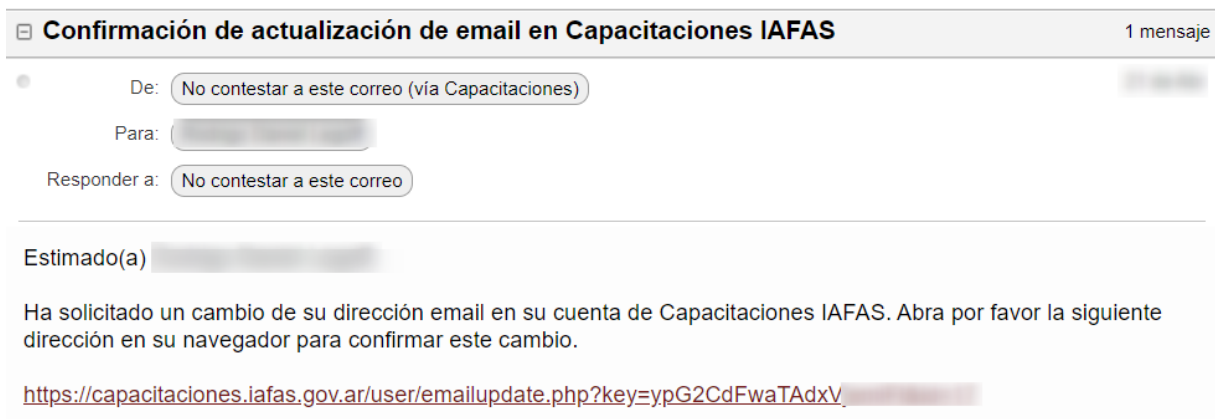 Confirmación de actualización de email en Capacitaciones IAFAS 1 mensaje
De: No contestar a este correo (vía Capacitaciones)
Para:
Responder a: No contestar a este correo
Estimado(a)
Ha solicitado un cambio de su dirección email en su cuenta de Capacitaciones IAFAS. Abra por favor la siguiente
dirección en su navegador para confirmar este cambio.
https://capacitaciones.iafas.gov.ar/user/emailupdate.php?key=ypG2CdFwaTAdxV